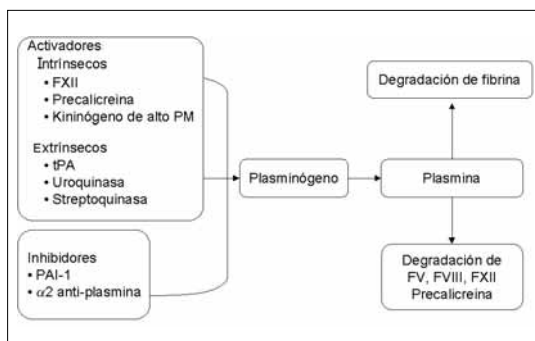 Activadores
Intrínsecos
• FXII
• Precalicreina
• Kininógeno de alto PM
Extrínsecos
• tPA
• Uroquinasa
• Streptoquinasa
Inhibidores
• PAI-1
• α2 anti-plasmina
Plasminógeno
Plasmina
Degradación de fibrina
Degradación de
FV, FVIII, FXII
Precalicreina